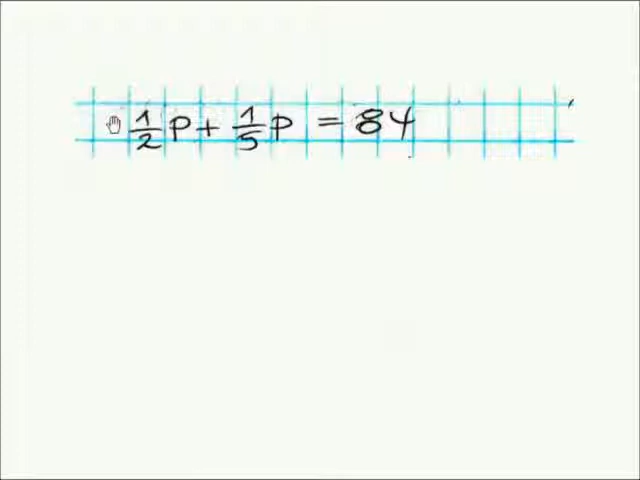 1/2 p + 1/5 p = 84